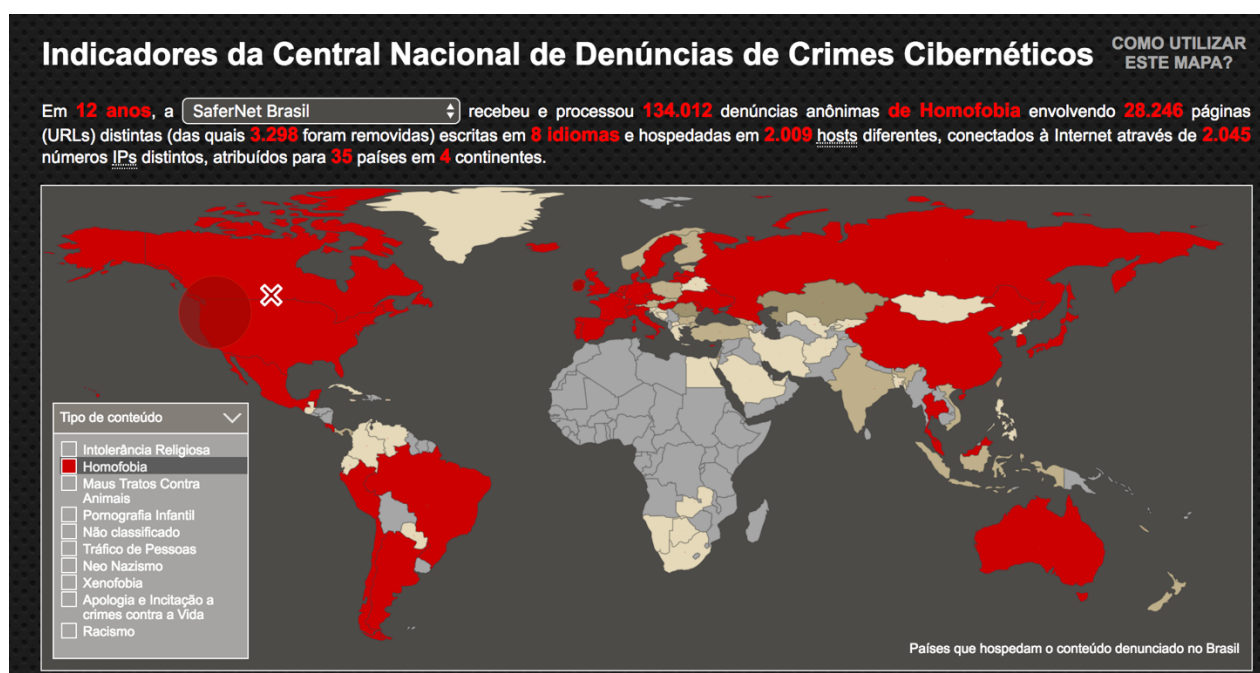 Indicadores da Central Nacional de Denúncias de Crimes Cibernéticos
COMO UTILIZAR
ESTE MAPA?
Em 12 anos, a SaferNet Brasil recebeu e processou 134.012 denúncias anônimas de Homofobia envolvendo 28.246 páginas
(URLs) distintas (das quais 3.298 foram removidas) escritas em 8 idiomas e hospedadas em 2.009 hosts diferentes, conectados à Internet através de 2.045
números IPs distintos, atribuídos para 35 países em 4 continentes.
Tipo de conteúdo
Intolerância Religiosa
Homofobia
Maus Tratos Contra
Animais
Pornografia Infantil
Não classificado
Tráfico de Pessoas
Neo Nazismo
Xenofobia
Apologia e Incitação a
crimes contra a Vida
Racismo
Países que hospedam o conteúdo denunciado no Brasil